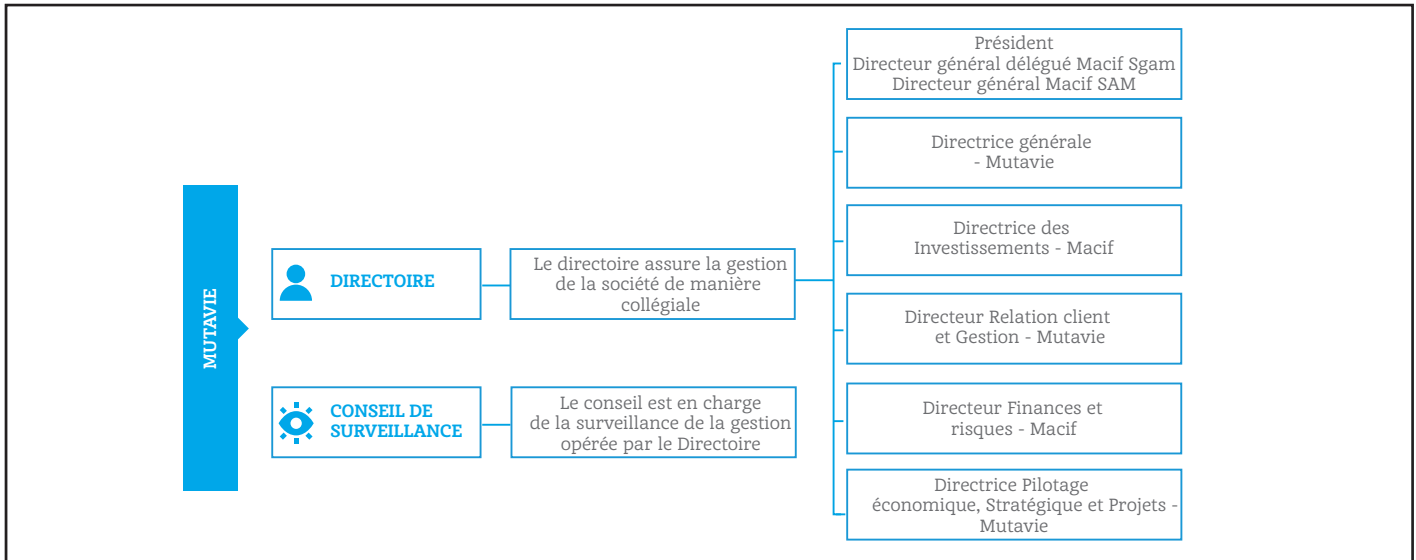 MUTAVIE
DIRECTOIRE
Le directoire assure la gestion
de la société de manière
collégiale
CONSEIL DE
SURVEILLANCE
Le conseil est en charge
de la surveillance de la gestion
opérée par le Directoire
Président
Directeur général délégué Macif Sgam
Directeur général Macif SAM
Directrice générale
- Mutavie
Directrice des
Investissements - Macif
Directeur Relation client
et Gestion - Mutavie
Directeur Finances et
risques - Macif
Directrice Pilotage
économique, Stratégique et Projets -
Mutavie